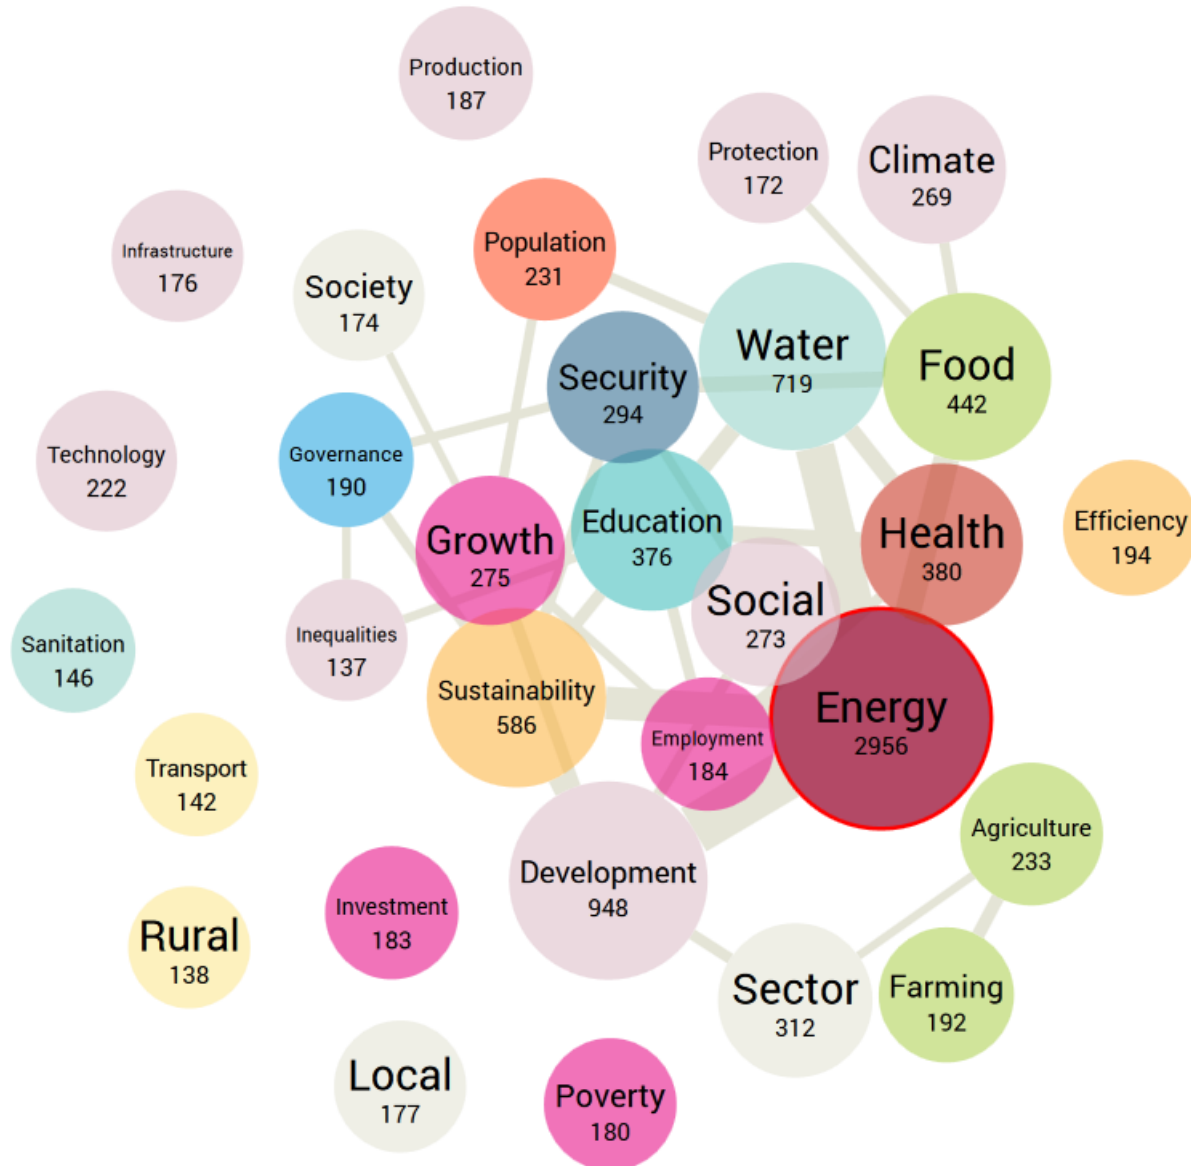 Production
187
Protection
172
Climate
269
Infrastructure
176
Population
231
Society
174
Water
719
Food
442
Security
294
Technology
222
Governance
190
Growth
275
Education
376
Health
380
Efficiency
194
Social
273
Sanitation
146
Inequalities
137
Sustainability
586
Employment
184
Energy
2956
Transport
142
Agriculture
233
Development
948
Investment
183
Rural
138
Sector
312
Farming
192
Local
177
Poverty
180